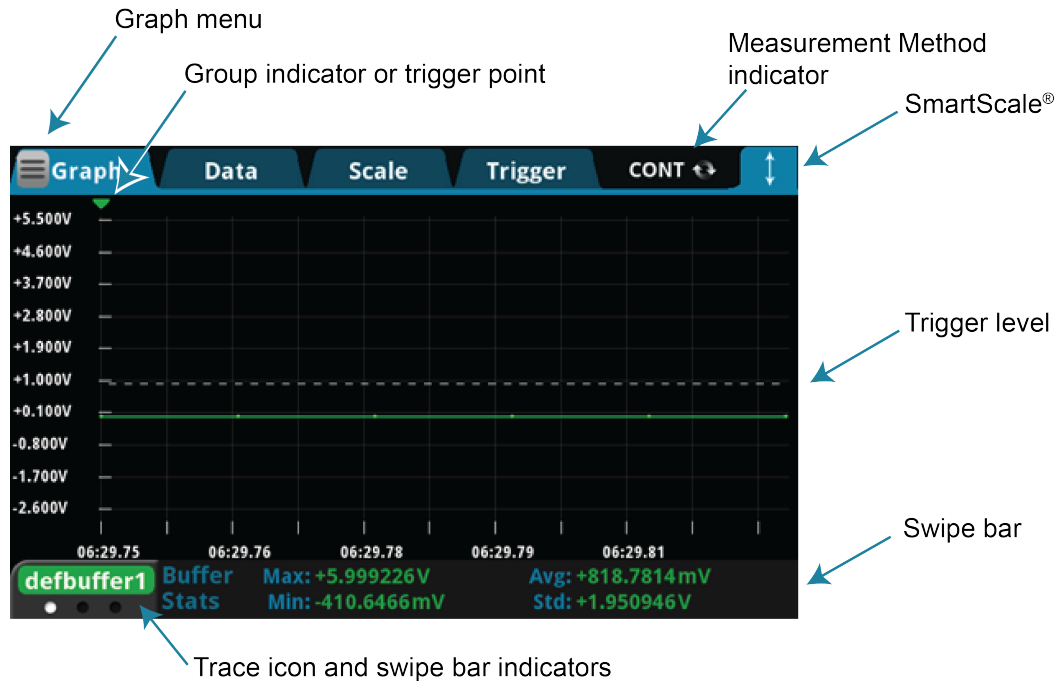 Graph menu
Group indicator or trigger point
Measurement Method
indicator
SmartScale®
Graph Data Scale Trigger CONT
+5.500V
+4.600V
+3.700V
+2.800V
+1.900V
+1.000V
+0.100V
-0.800V
-1.700V
-2.600V
Trigger level
06:29.75 06:29.76 06:29.78 06:29.79 06:29.81
Swipe bar
defbuffer1 Buffer Max: +5.999226V Avg: +818.7814mV
Stats Min: -410.6466mV Std: +1.950946V
Trace icon and swipe bar indicators